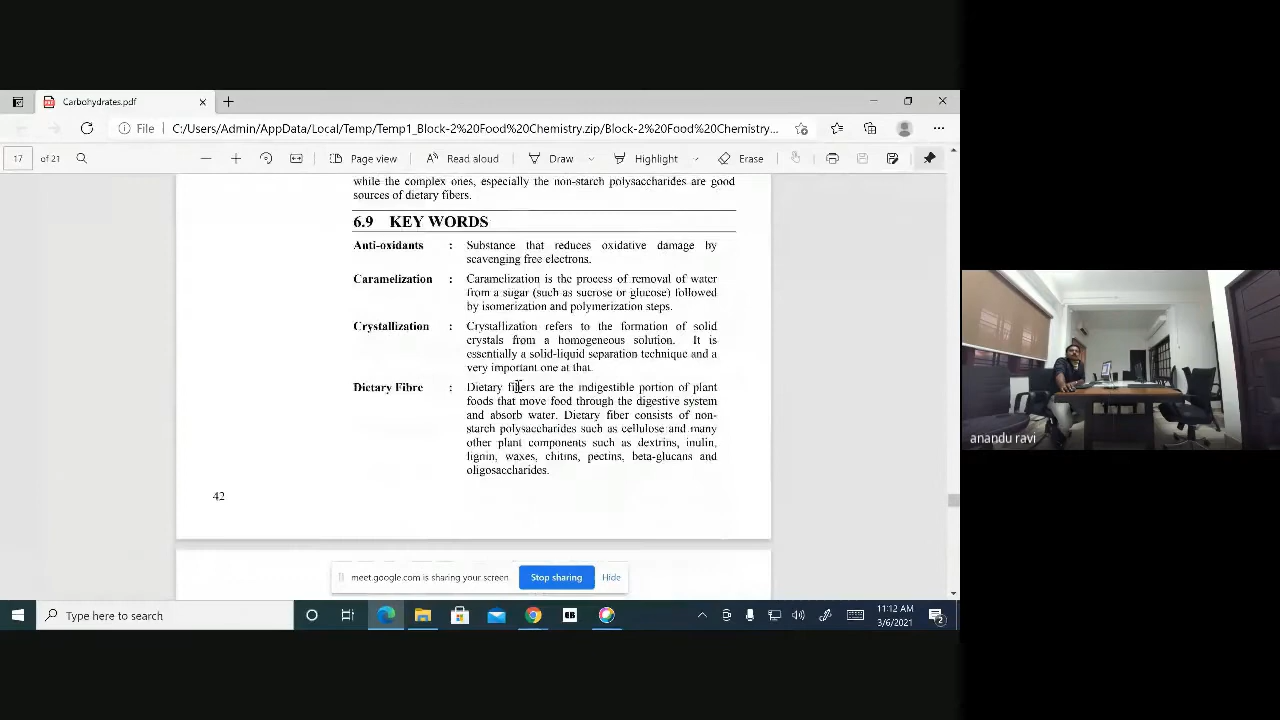 Carbohydrates.pdf
File C:/Users/Admin/AppData/Local/Temp/Temp1_Block-2%20Food%20Chemistry.zip/Block-2%20Food%20Chemistry...
17 of 21 Page view Read aloud Draw Highlight Erase
while the complex ones, especially the non-starch polysaccharides are good
sources of dietary fibers.
6.9 KEY WORDS
Anti-oxidants : Substance that reduces oxidative damage by
scavenging free electrons.
Caramelization : Caramelization is the process of removal of water
from a sugar (such as sucrose or glucose) followed
by isomerization and polymerization steps.
Crystallization : Crystallization refers to the formation of solid
crystals from a homogeneous solution. It is
essentially a solid-liquid separation technique and a
very important one at that.
Dietary Fibre : Dietary fibers are the indigestible portion of plant
foods that move food through the digestive system
and absorb water. Dietary fiber consists of non-
starch polysaccharides such as cellulose and many
other plant components such as dextrins, inulin,
lignin, waxes, chitins, pectins, beta-glucans and
oligosaccharides.
42
anandu ravi
meet.google.com is sharing your screen Stop sharing Hide
Type here to search
11:12 AM
3/6/2021
2